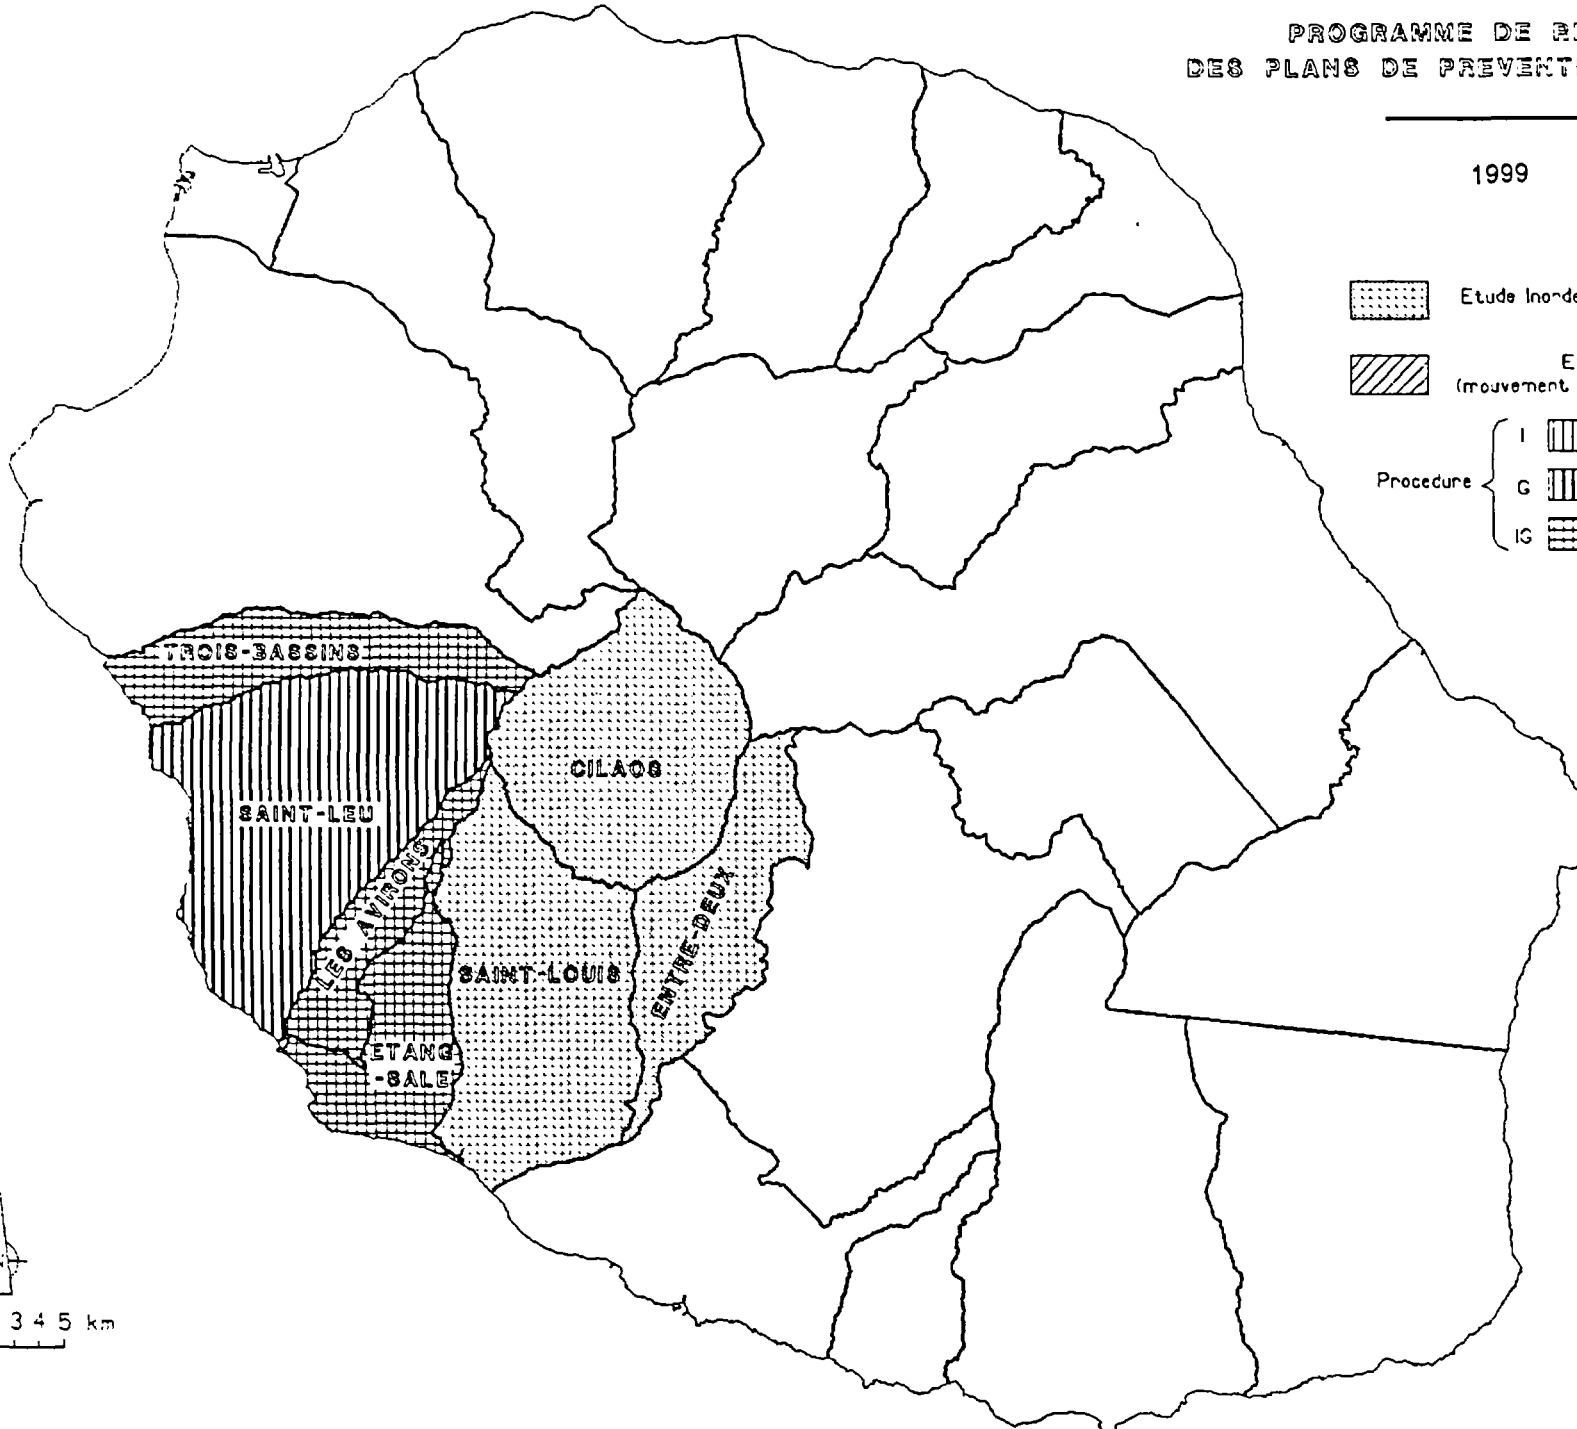 PROGRAMME DE
DES PLANS DE
1999
Etude
(mouvement
Procedure
I
G
IG
TROIS-BASSINS
CILAOS
SAINT-LEU
LES AVIRONS
SAINT-LOUIS
ENTRE-DEUX
ETANG
-SALE
3 4 5 km